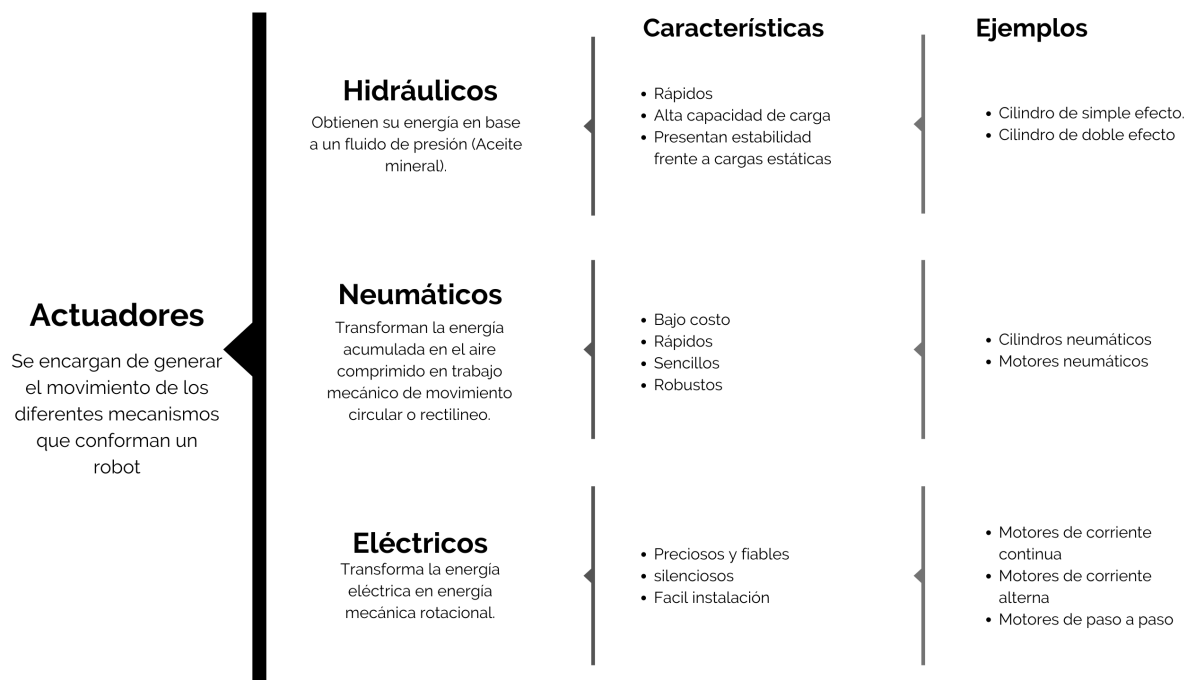 Características
Ejemplos
Actuadores
Se encargan de generar
el movimiento de los
diferentes mecanismos
que conforman un
robot
Hidráulicos
Obtienen su energía en base
a un fluido de presión (Aceite
mineral).
• Rápidos
• Alta capacidad de carga
• Presentan estabilidad
frente a cargas estáticas
• Cilindro de simple efecto.
• Cilindro de doble efecto
Neumáticos
Transforman la energía
acumulada en el aire
comprimido en trabajo
mecánico de movimiento
circular o rectilineo.
• Bajo costo
• Rápidos
• Sencillos
• Robustos
• Cilindros neumáticos
• Motores neumáticos
Eléctricos
Transforma la energía
eléctrica en energía
mecánica rotacional.
• Preciosos y fiables
• silenciosos
• Facil instalación
• Motores de corriente
continua
• Motores de corriente
alterna
• Motores de paso a paso